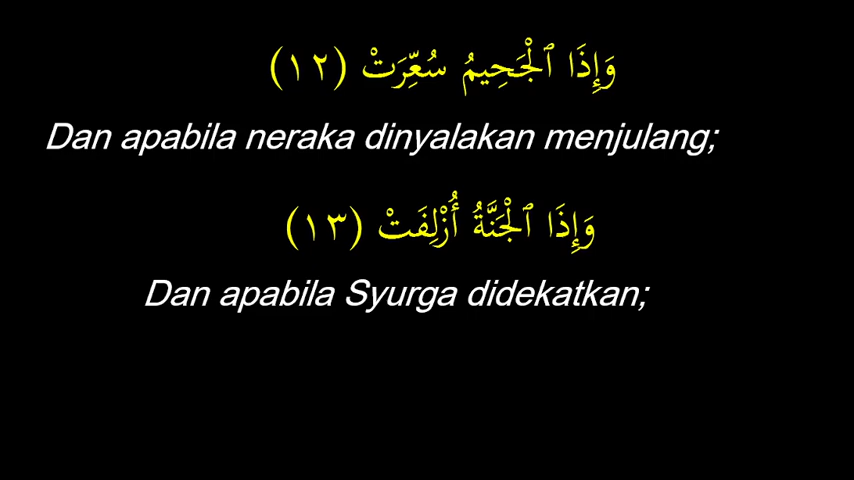 وَإِذَا ٱلْجَحِيمُ سُعِّرَتْ (١٢)
Dan apabila neraka dinyalakan menjulang;
وَإِذَا ٱلْجَنَّةُ أُزْلِفَتْ (١٣)
Dan apabila Syurga didekatkan;